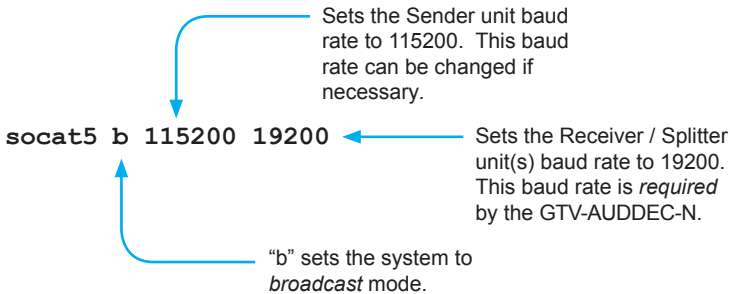 Sets the Sender unit baud
rate to 115200.  This baud
rate can be changed if
necessary.
socat5 b 115200 19200
Sets the Receiver / Splitter
unit(s) baud rate to 19200.
This baud rate is required
by the GTV-AUDDEC-N.
“b” sets the system to
broadcast mode.